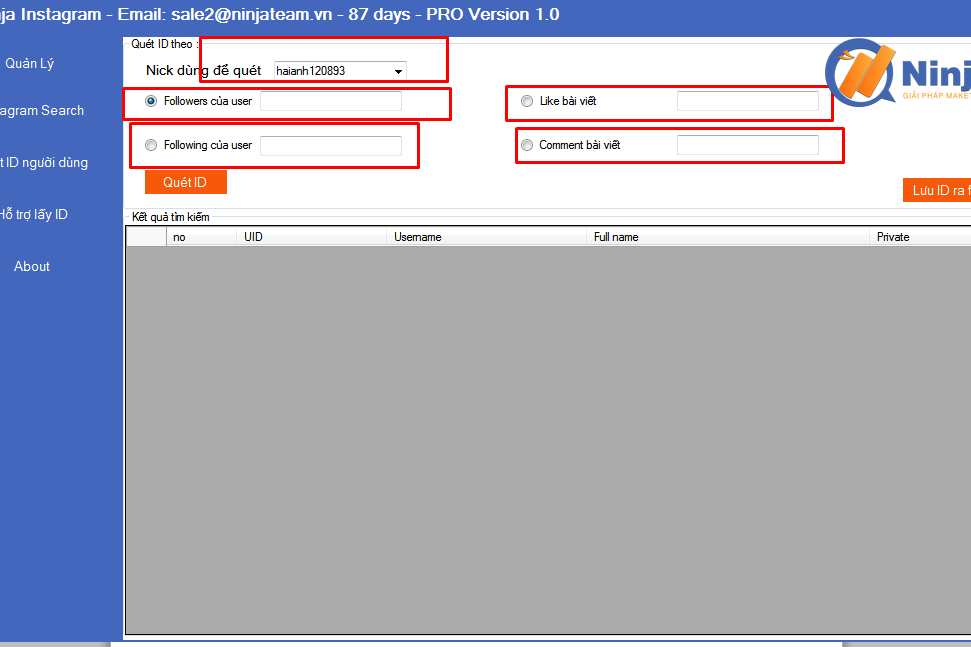 ja Instagram - Email: sale2@ninjateam.vn - 87 days - PRO Version 1.0
Quản Lý
agram Search
t ID người dùng
Hỗ trợ lấy ID
About
Quét ID theo :
Nick dùng để quét haianh120893
Followers của user
Like bài viết
Following của user
Comment bài viết
Quét ID
Lưu ID ra f
Ninj
GIẢI PHÁP MAKET
Kết quả tìm kiếm
no UID Username Full name Private